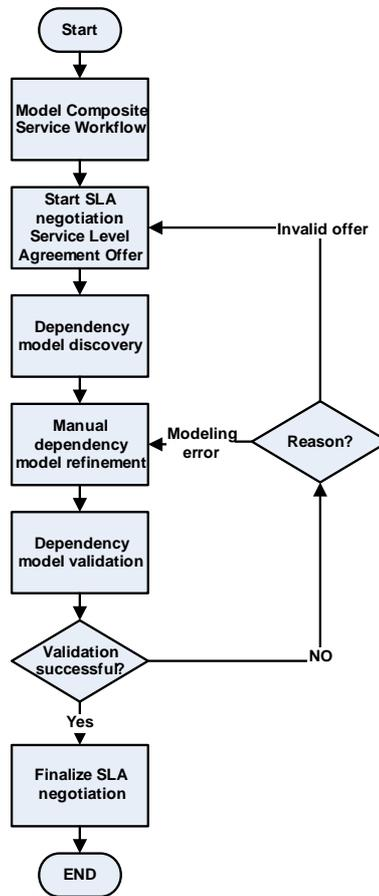 Start
Model Composite
Service Workflow
Start SLA
negotiation
Service Level
Agreement Offer
Invalid offer
Dependency
model discovery
Manual
dependency
model refinement
Modeling
error
Reason?
Dependency
model validation
Validation
successful?
NO
Yes
Finalize SLA
negotiation
END